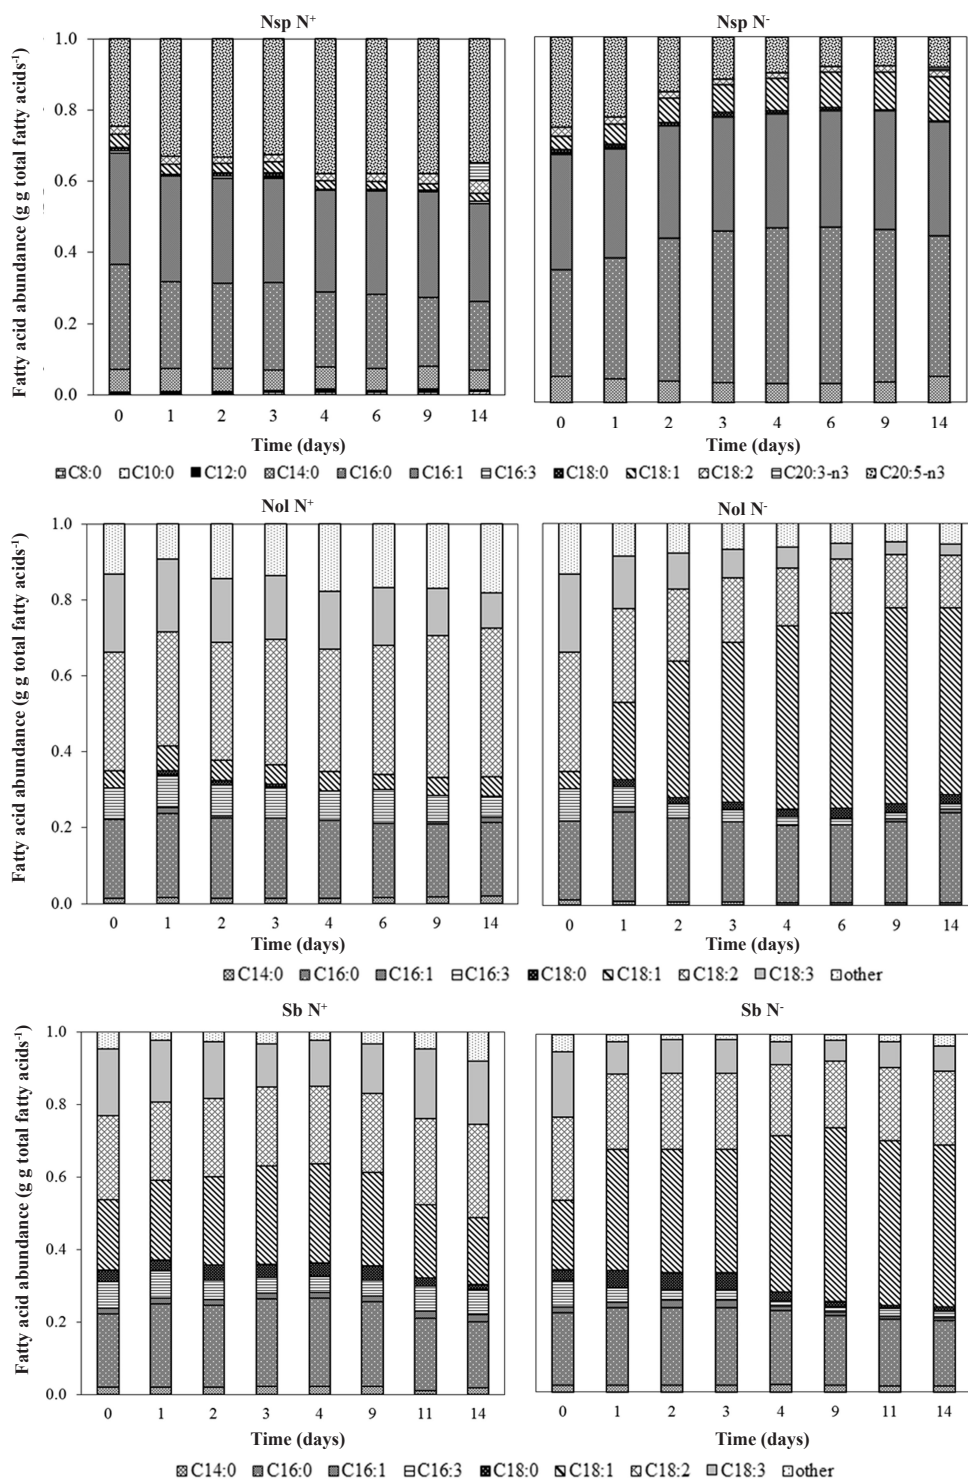 Nsp N⁺
Nsp N⁻
Fatty acid abundance (g g total fatty acids⁻¹)
1.0
0.8
0.6
0.4
0.2
0.0
0 1 2 3 4 6 9 14
0 1 2 3 4 6 9 14
Time (days)
Time (days)
C8:0 C10:0 C12:0 C14:0 C16:0 C16:1 C16:3 C18:0 C18:1 C18:2 C20:3-n3 C20:5-n3
Nol N⁺
Nol N⁻
Fatty acid abundance (g g total fatty acids⁻¹)
1.0
0.8
0.6
0.4
0.2
0.0
0 1 2 3 4 6 9 14
0 1 2 3 4 6 9 14
Time (days)
Time (days)
C14:0 C16:0 C16:1 C16:3 C18:0 C18:1 C18:2 C18:3 other
Sb N⁺
Sb N⁻
Fatty acid abundance (g g total fatty acids⁻¹)
1.0
0.8
0.6
0.4
0.2
0.0
0 1 2 3 4 9 11 14
0 1 2 3 4 9 11 14
Time (days)
Time (days)
C14:0 C16:0 C16:1 C16:3 C18:0 C18:1 C18:2 C18:3 other